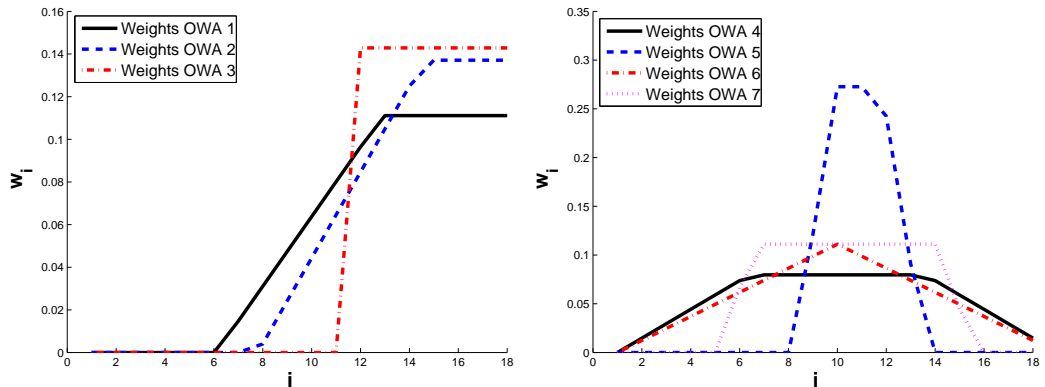 0.16
0.14
0.12
0.1
0.08
0.06
0.04
0.02
0
0 2 4 6 8 10 12 14 16 18
w_i
i
Weights OWA 1
Weights OWA 2
Weights OWA 3
0.35
0.3
0.25
0.2
0.15
0.1
0.05
0
0 2 4 6 8 10 12 14 16 18
w_i
i
Weights OWA 4
Weights OWA 5
Weights OWA 6
Weights OWA 7